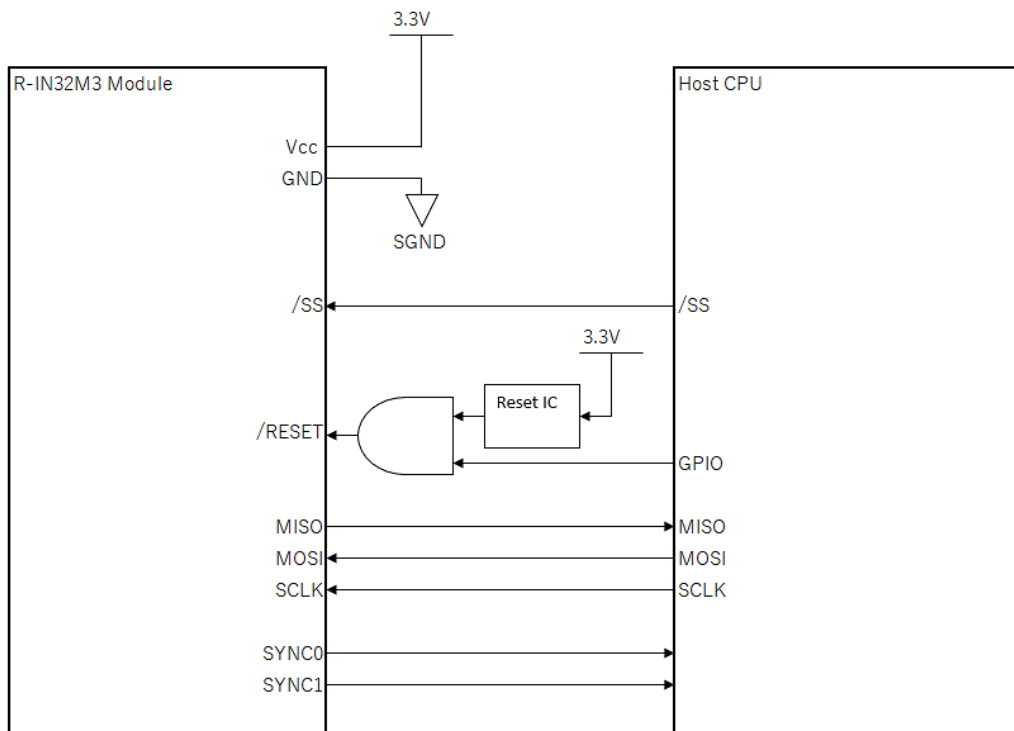 3.3V
R-IN32M3 Module
Host CPU
Vcc
GND
SGND
/SS
/SS
3.3V
Reset IC
/RESET
GPIO
MISO
MISO
MOSI
MOSI
SCLK
SCLK
SYNC0
SYNC1